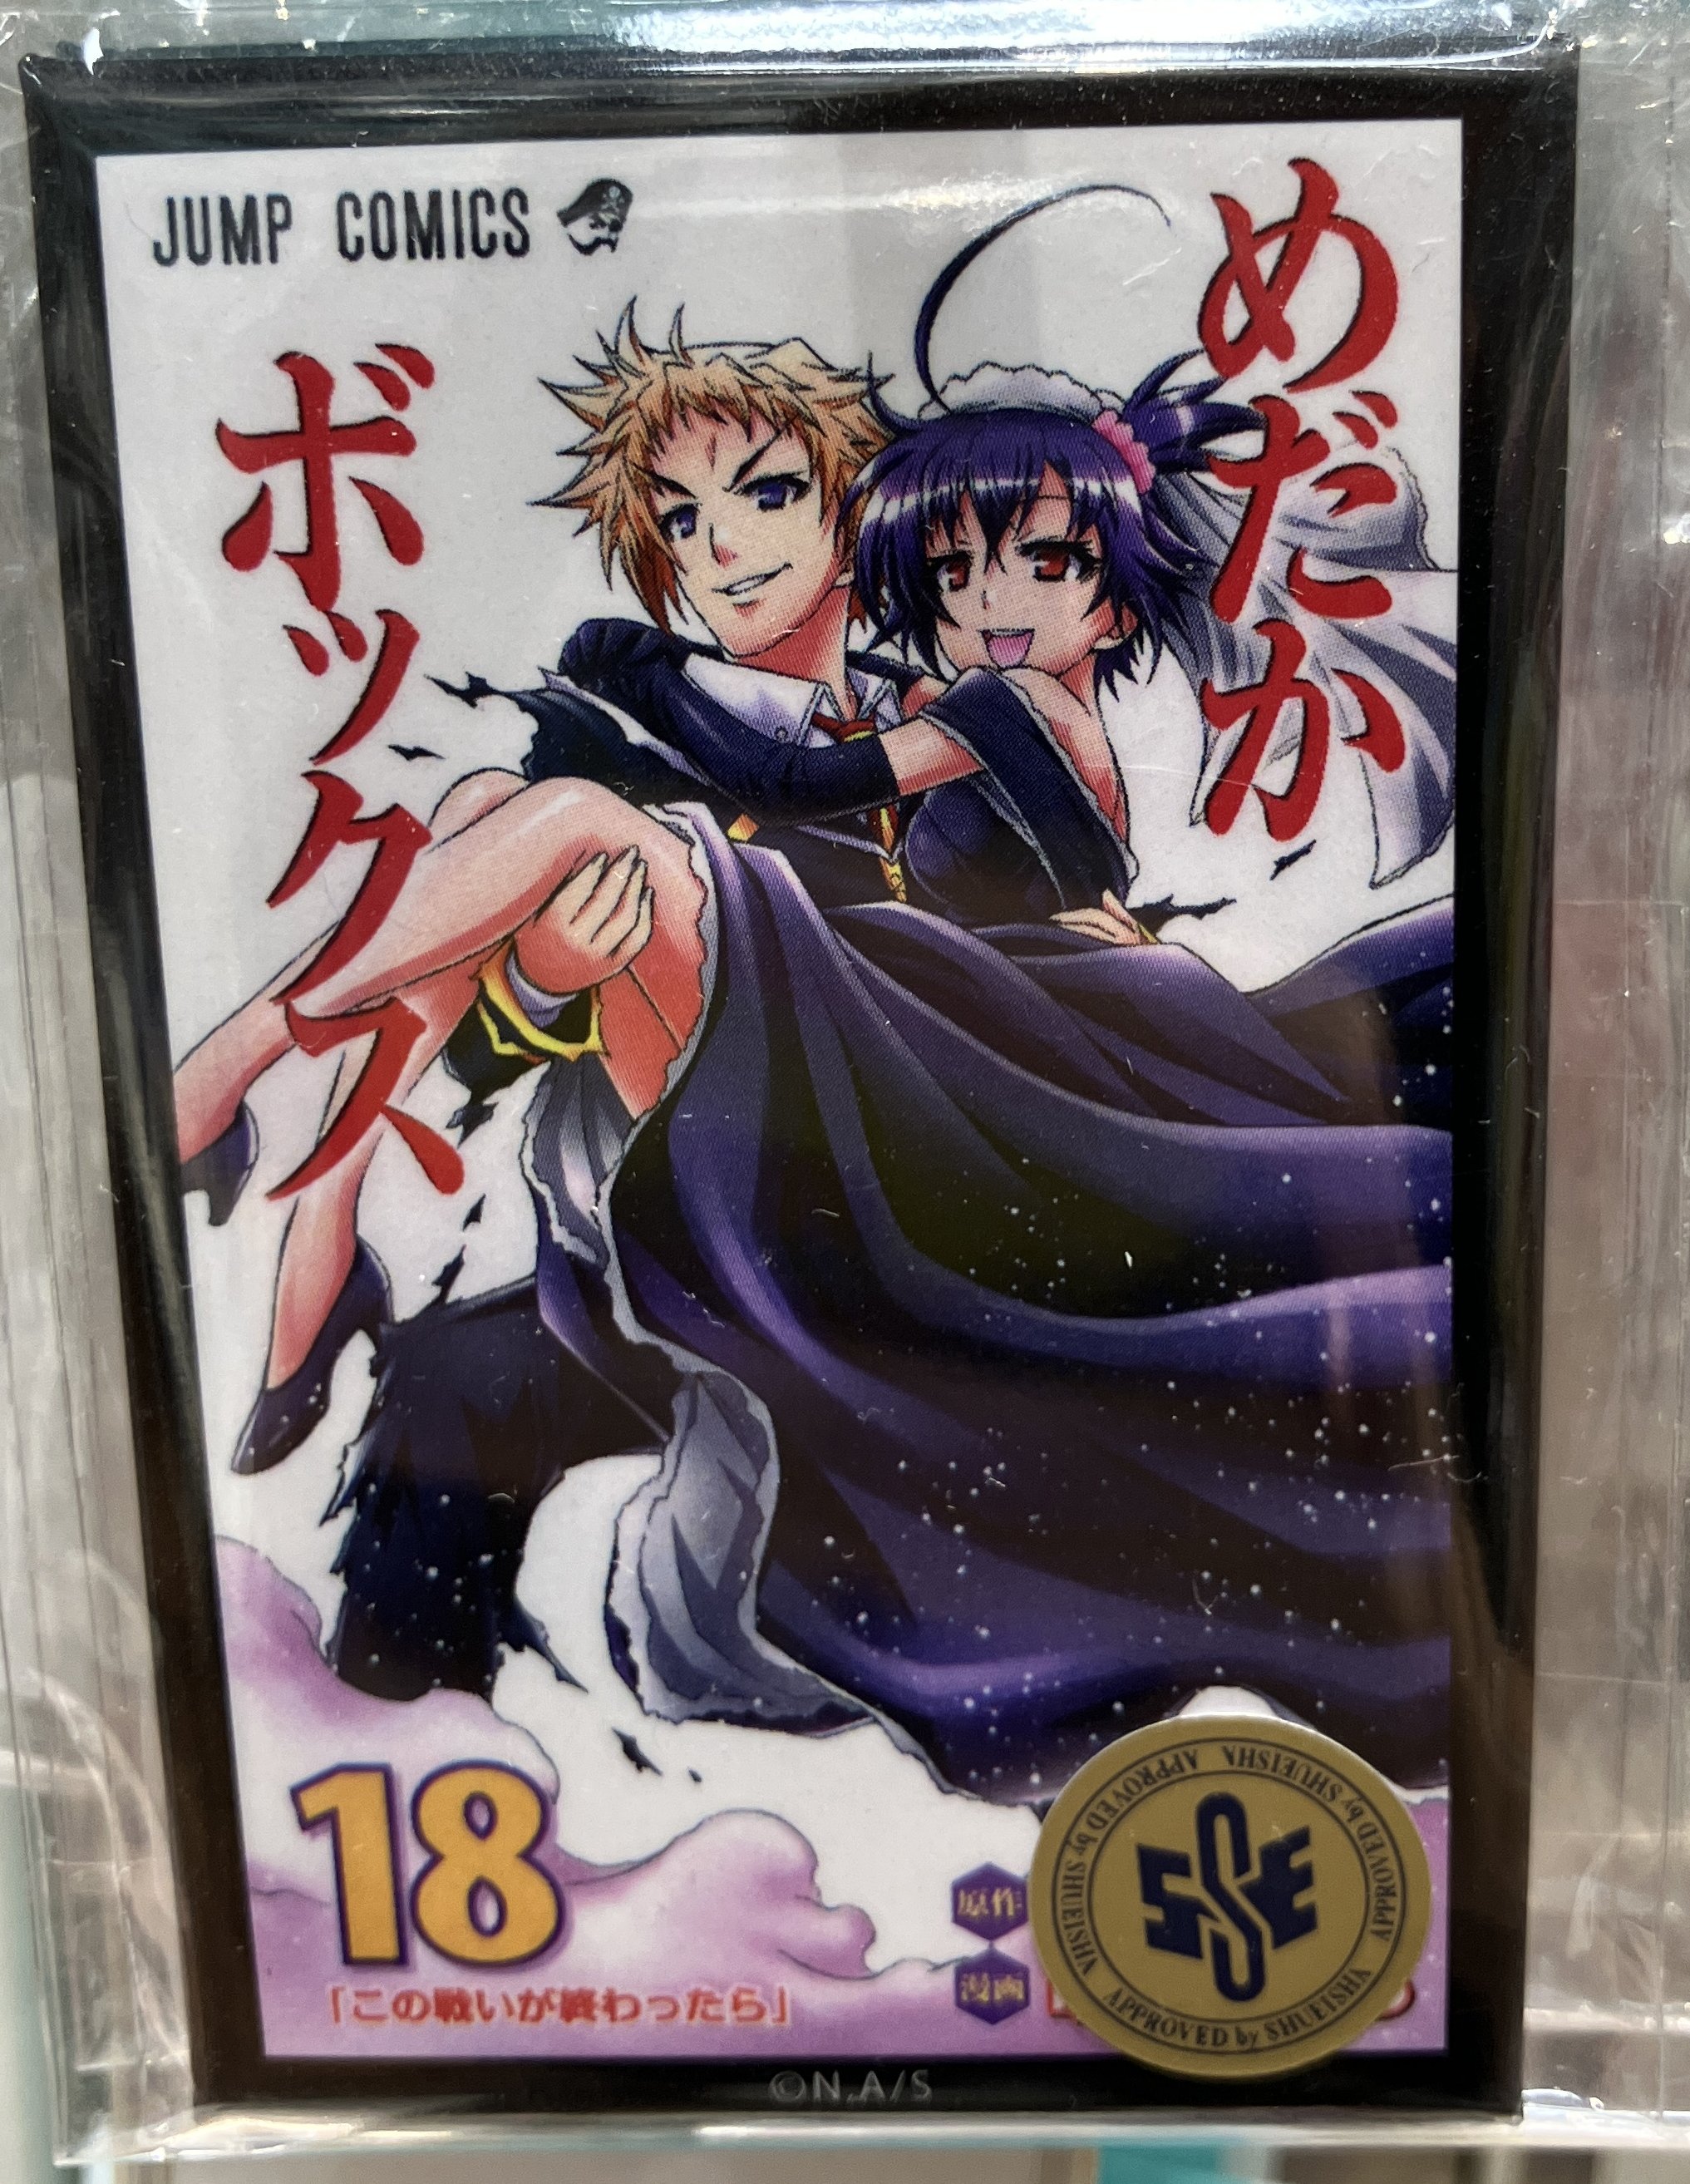 JUMP COMICS
めだか
ボックス
18
「この戦いが終わったら」
原作
漫画
APPROVED by SHUEISHA APPROVED by SHUEISHA APPROVED by SHUEISHA
SSE
©N,A/S